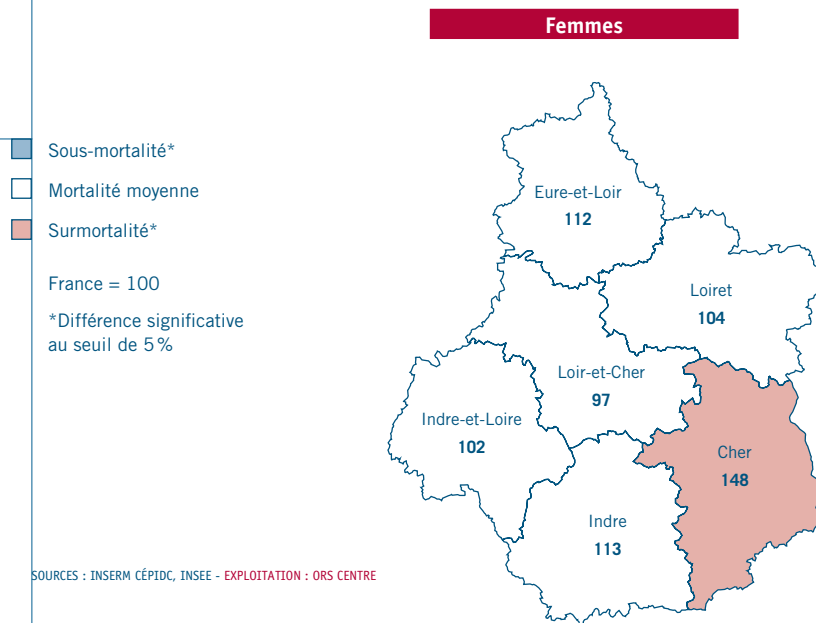 Femmes
Sous-mortalité*
Mortalité moyenne
Surmortalité*
France = 100
*Différence significative
au seuil de 5 %
Eure-et-Loir
112
Loiret
104
Loir-et-Cher
97
Indre-et-Loire
102
Cher
148
Indre
113
SOURCES : INSERM CÉPIDC, INSEE - EXPLOITATION : ORS CENTRE